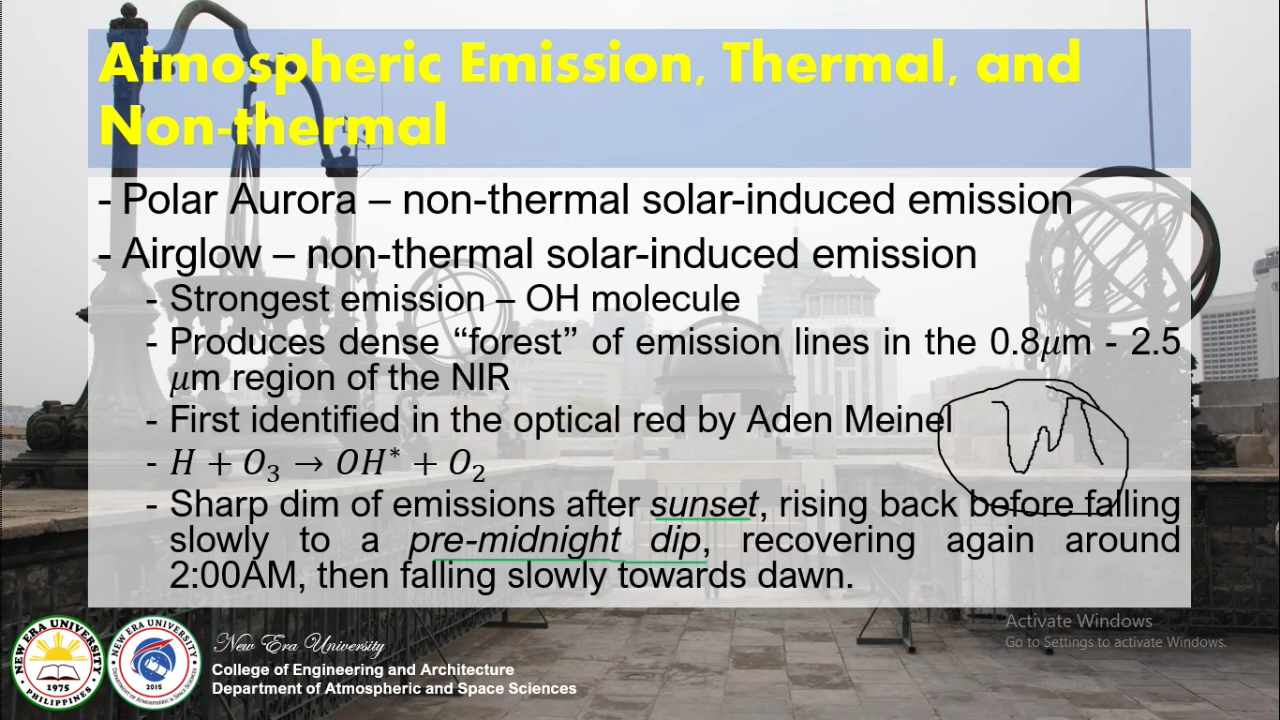 Atmospheric Emission, Thermal, and
Non-thermal
- Polar Aurora – non-thermal solar-induced emission
- Airglow – non-thermal solar-induced emission
- Strongest emission – OH molecule
- Produces dense “forest” of emission lines in the 0.8𝜇m - 2.5
𝜇m region of the NIR
- First identified in the optical red by Aden Meinel
- 𝐻 + 𝑂₃ → 𝑂𝐻* + 𝑂₂
- Sharp dim of emissions after sunset, rising back before falling
slowly to a pre-midnight dip, recovering again around
2:00AM, then falling slowly towards dawn.
Activate Windows
Go to Settings to activate Windows.
NEW ERA UNIVERSITY
1975
PHILIPPINES
NEW ERA UNIVERSITY
2015
New Era University
College of Engineering and Architecture
Department of Atmospheric and Space Sciences